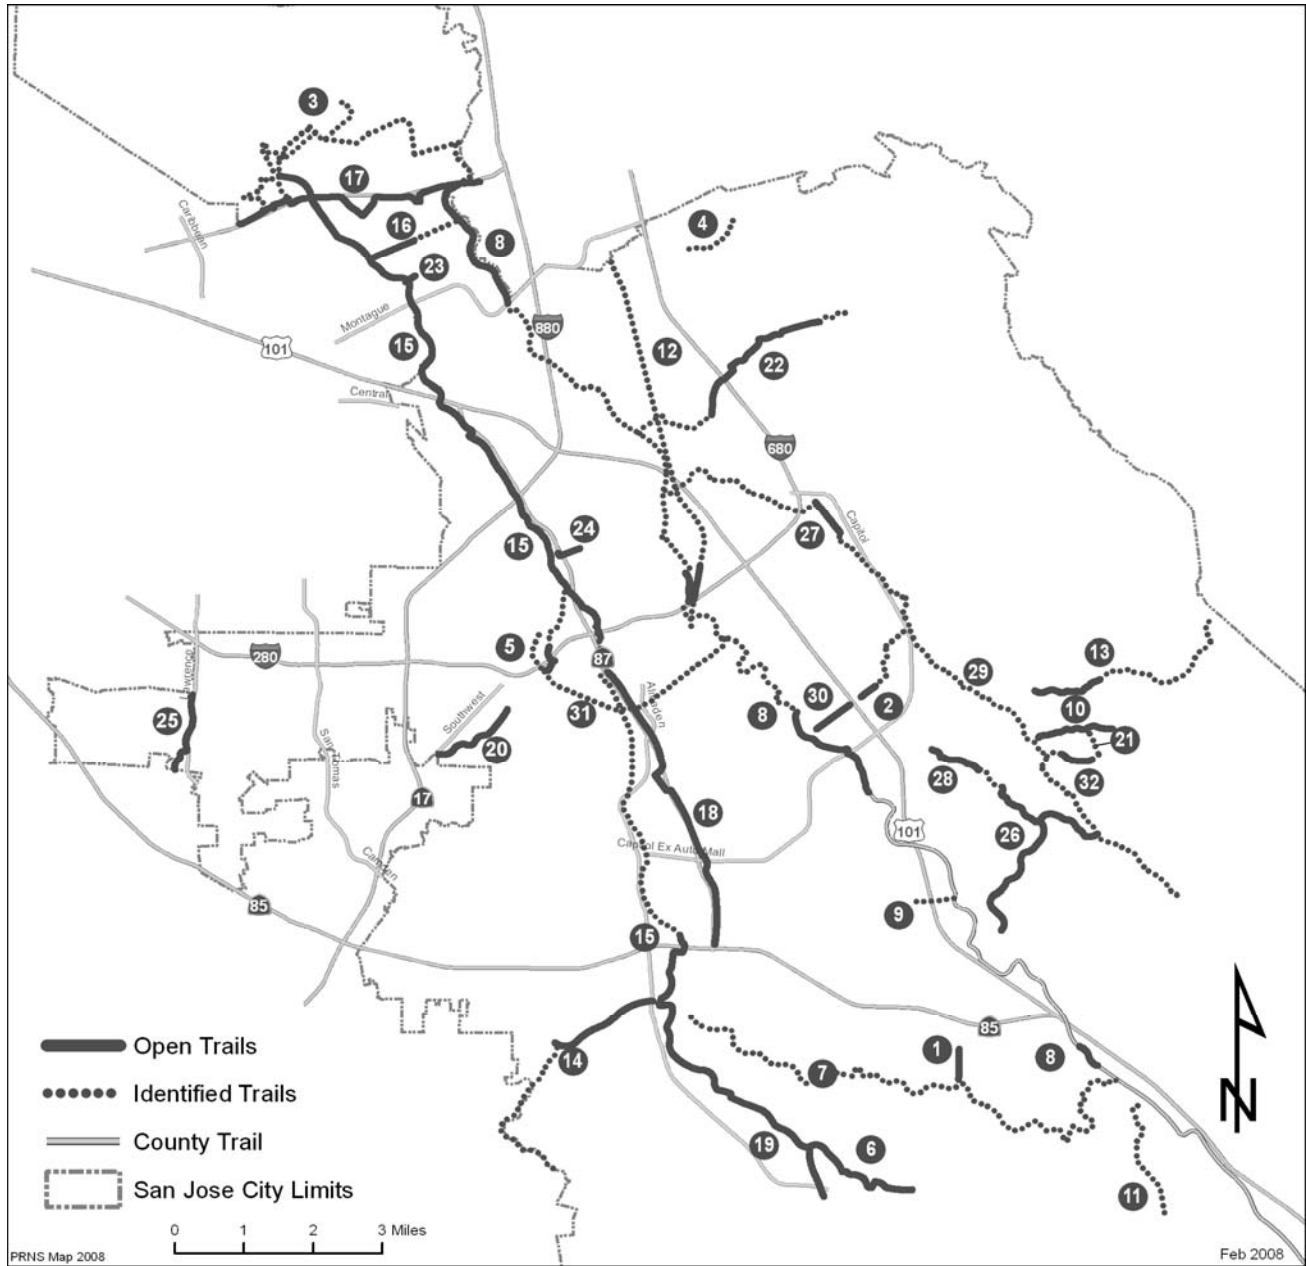 3
17
Caribbean
16
4
8
23
Montague
880
15
12
101
22
Central
680
24
15
27
Capitol
5
87
13
280
Lawrence
29
30
10
Almaden
2
25
31
8
Southwest
21
20
San Tomas
28
32
17
18
26
101
Capitol Ex Auto Mall
Camden
85
9
15
85
1
8
14
7
19
6
11
N
Open Trails
Identified Trails
County Trail
San Jose City Limits
0 1 2 3 Miles
PRNS Map 2008
Feb 2008